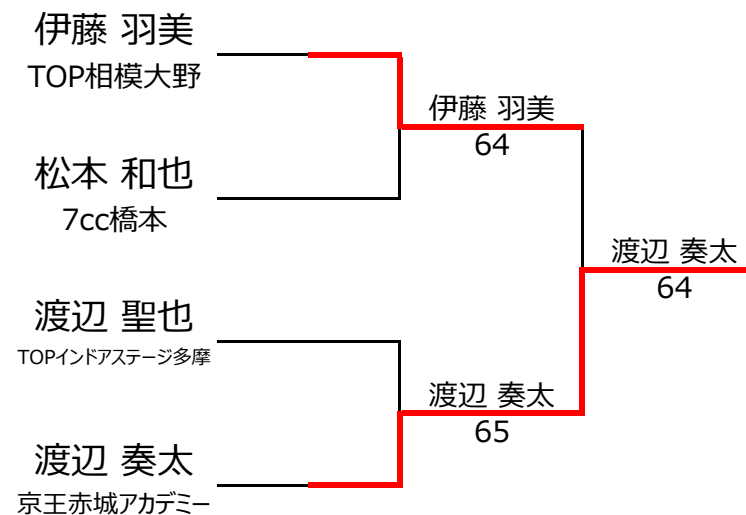 伊藤 羽美
TOP相模大野
伊藤 羽美
64
松本 和也
7cc橋本
渡辺 奏太
64
渡辺 聖也
TOPインドアステージ多摩
渡辺 奏太
65
渡辺 奏太
京王赤城アカデミー